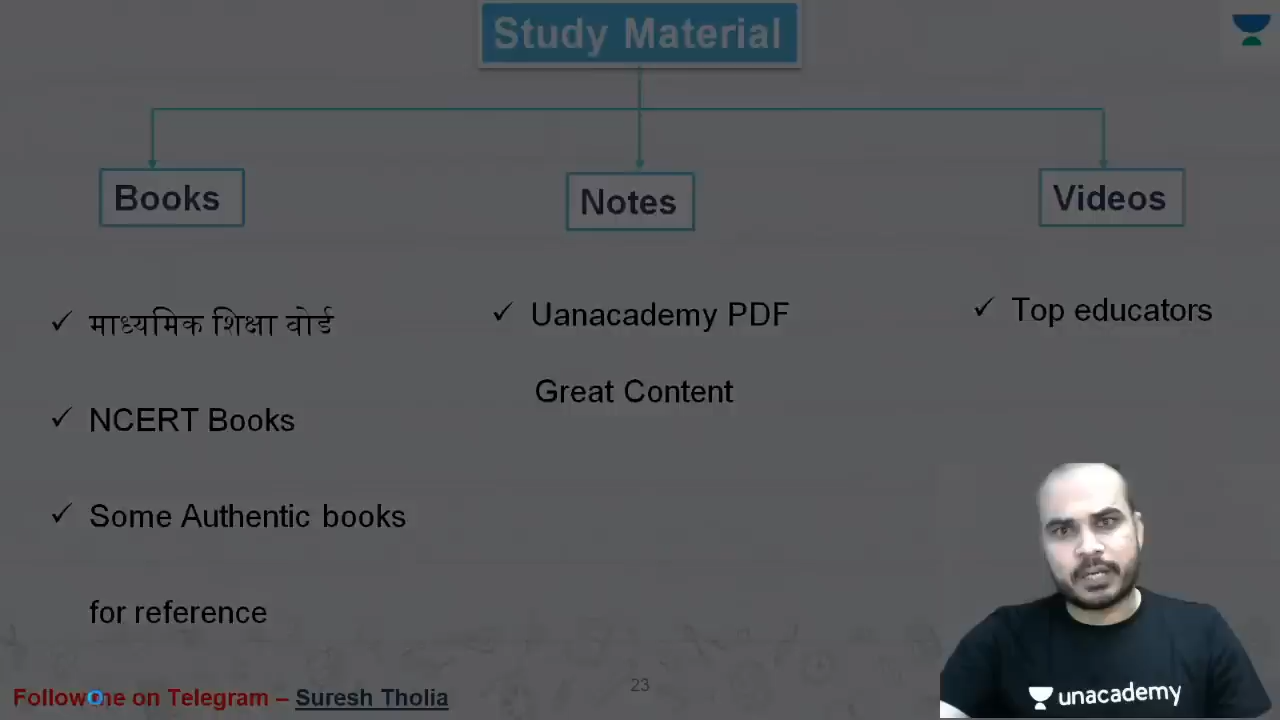 Study Material
Books
Notes
Videos
✓ माध्यमिक शिक्षा बोर्ड
✓ NCERT Books
✓ Some Authentic books
for reference
✓ Uanacademy PDF
Great Content
✓ Top educators
Follow me on Telegram – Suresh Tholia
23
unacademy